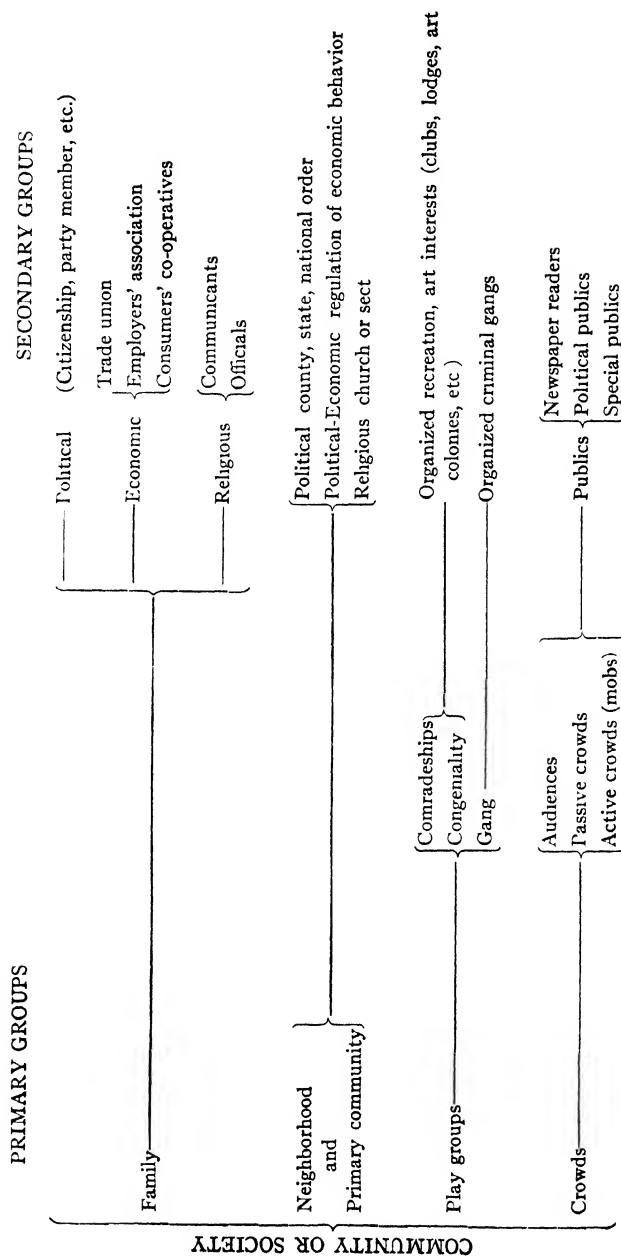 PRIMARY GROUPS
SECONDARY GROUPS
COMMUNITY OR SOCIETY
Family
Political
(Citizenship, party member, etc.)
Economic
Trade union
Employers' association
Consumers' co-operatives
Religious
Communicants
Officials
Neighborhood
and
Primary community
Political county, state, national order
Political-Economic regulation of economic behavior
Religious church or sect
Play groups
Comradeships
Congeniality
Gang
Organized recreation, art interests (clubs, lodges, art
colonies, etc )
Organized criminal gangs
Crowds
Audiences
Passive crowds
Active crowds (mobs)
Publics
Newspaper readers
Political publics
Special publics